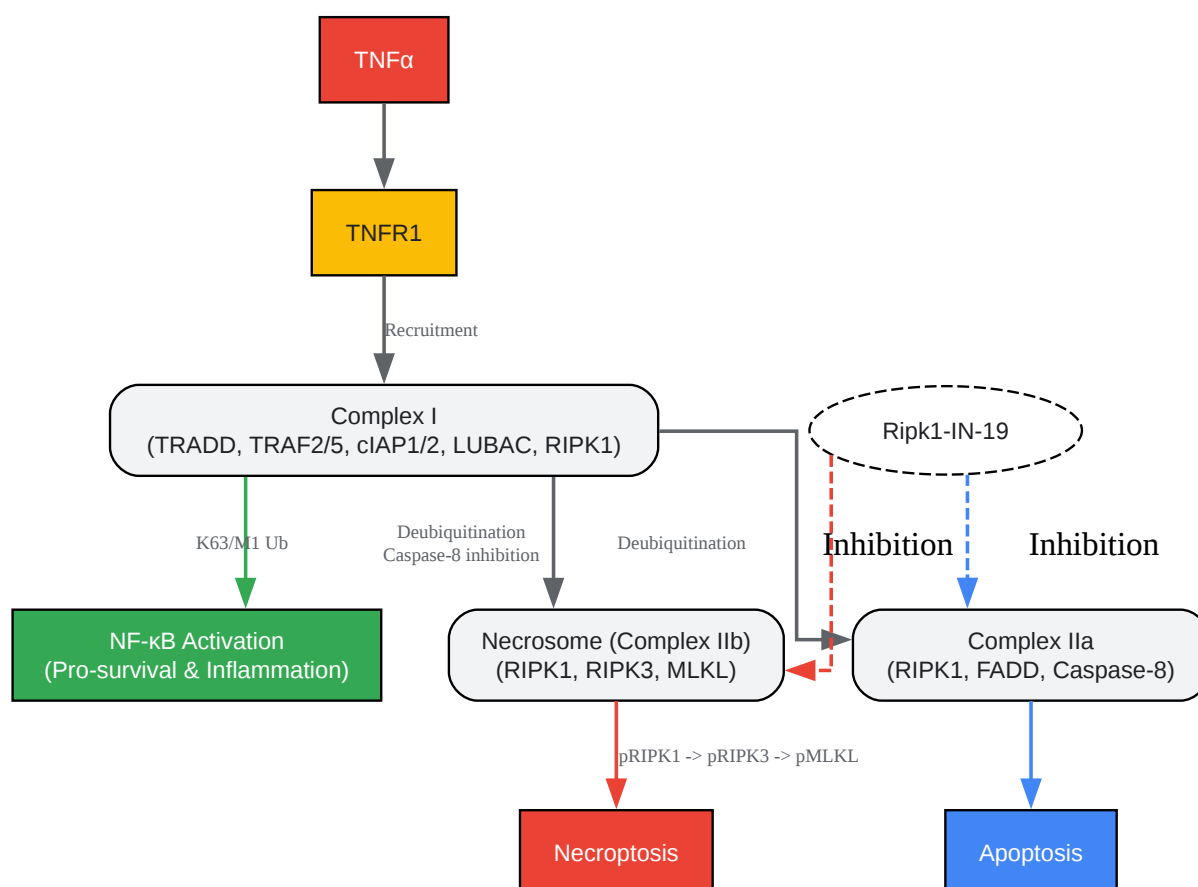 TNFα
TNFR1
Recruitment
Complex I
(TRADD, TRAF2/5, cIAP1/2, LUBAC, RIPK1)
Ripk1-IN-19
K63/M1 Ub
Deubiquitination
Caspase-8 inhibition
Deubiquitination
Inhibition
Inhibition
NF-κB Activation
(Pro-survival & Inflammation)
Necrosome (Complex IIb)
(RIPK1, RIPK3, MLKL)
Complex IIa
(RIPK1, FADD, Caspase-8)
pRIPK1 -> pRIPK3 -> pMLKL
Necroptosis
Apoptosis